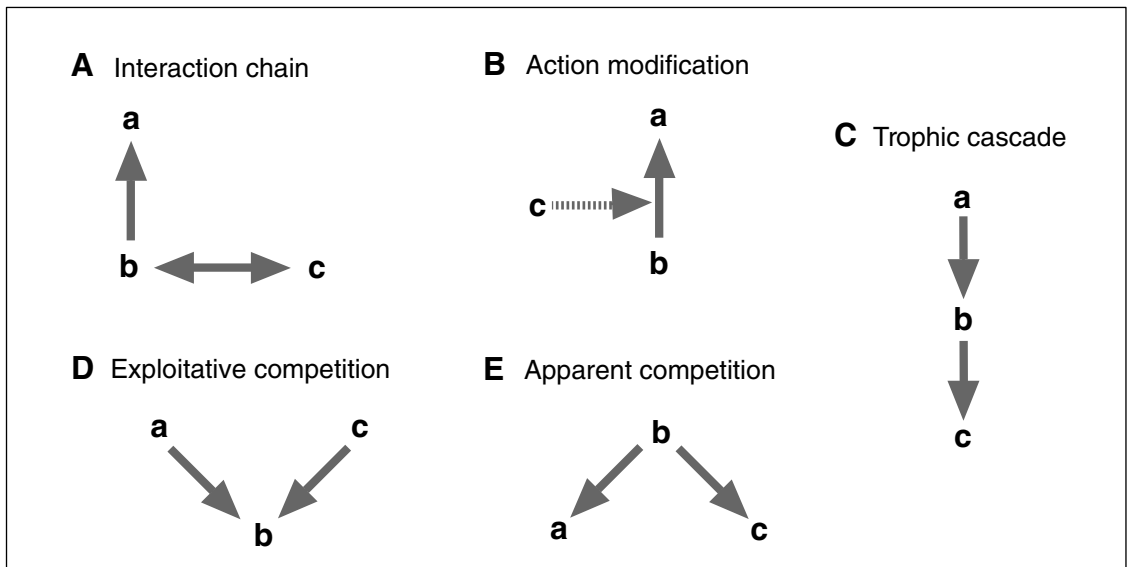 A Interaction chain
a
b
c
B Action modification
a
c
b
C Trophic cascade
a
b
c
D Exploitative competition
a
c
b
E Apparent competition
b
a
c